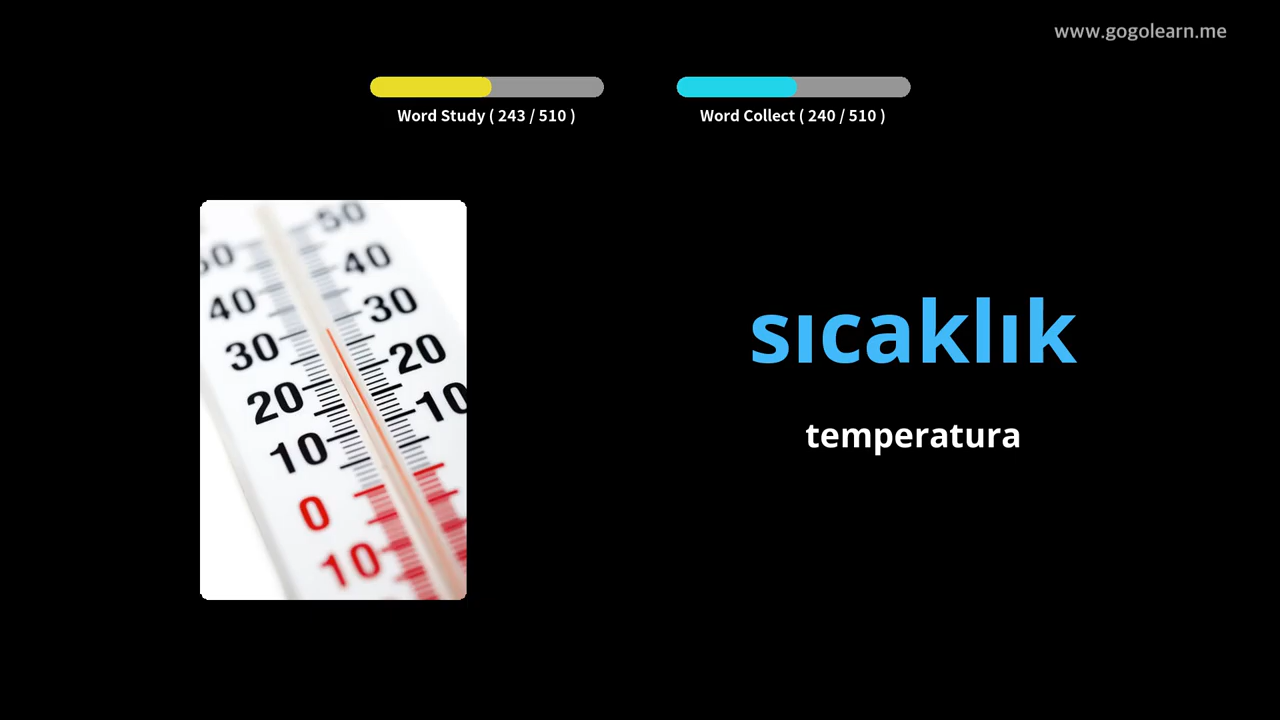 www.gogolearn.me
Word Study ( 243 / 510 )
Word Collect ( 240 / 510 )
50
40 40
30 30
20 20
10 10
0
10
sıcaklık
temperatura